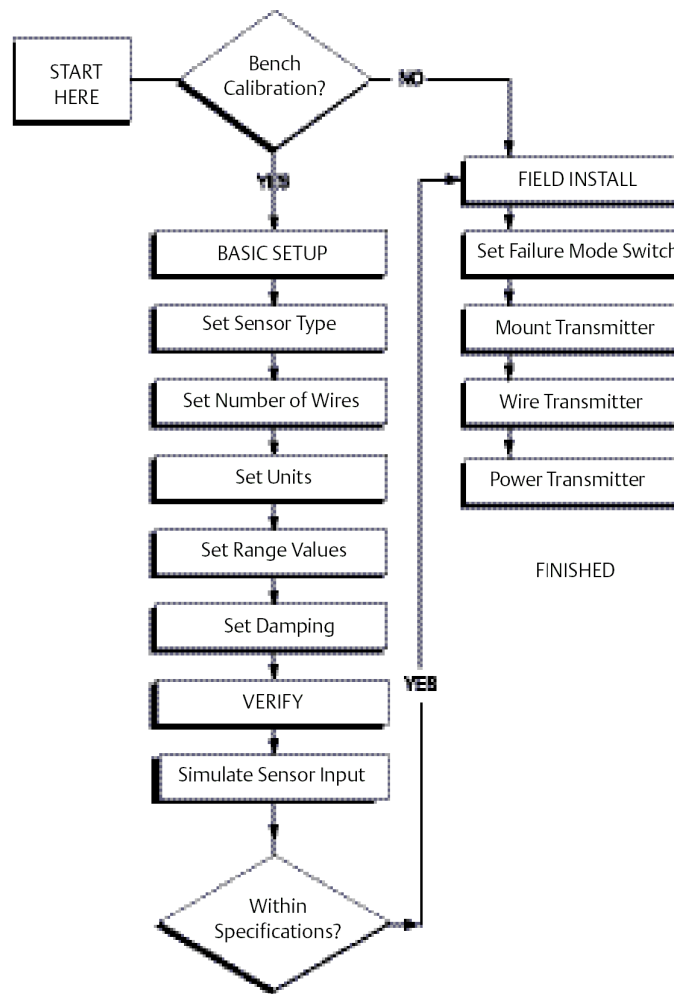 START
HERE
Bench
Calibration?
NO
YES
FIELD INSTALL
BASIC SETUP
Set Failure Mode Switch
Set Sensor Type
Mount Transmitter
Set Number of Wires
Wire Transmitter
Set Units
Power Transmitter
Set Range Values
FINISHED
Set Damping
YES
VERIFY
Simulate Sensor Input
Within
Specifications?